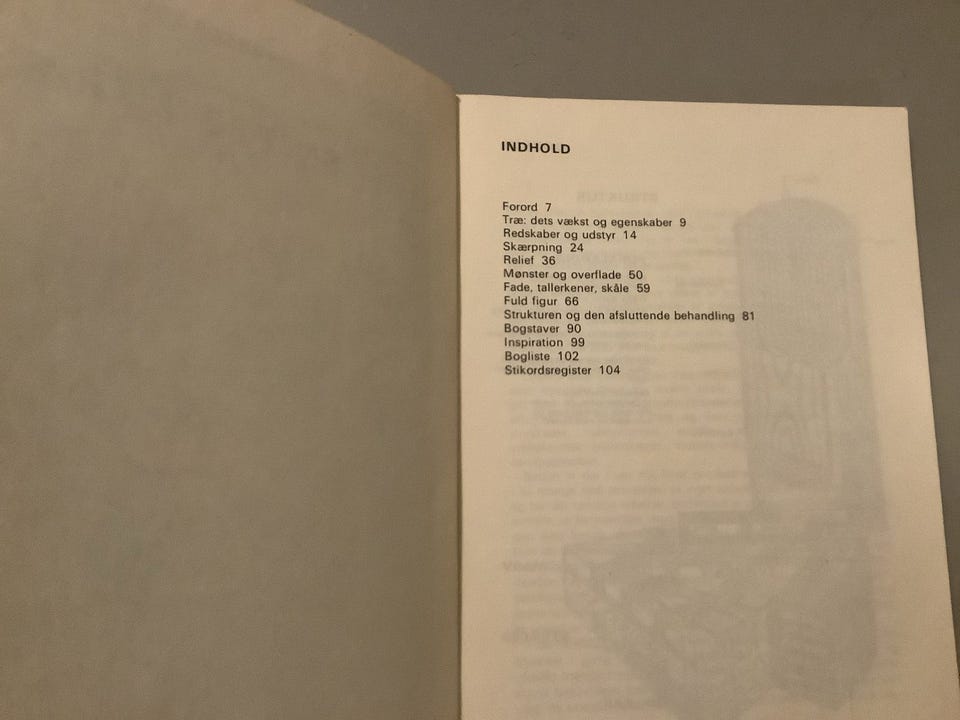 INDHOLD
Forord 7
Træ: dets vækst og egenskaber 9
Redskaber og udstyr 14
Skærpning 24
Relief 36
Mønster og overflade 50
Fade, tallerkener, skåle 59
Fuld figur 66
Strukturen og den afsluttende behandling 81
Bogstaver 90
Inspiration 99
Bogliste 102
Stikordsregister 104